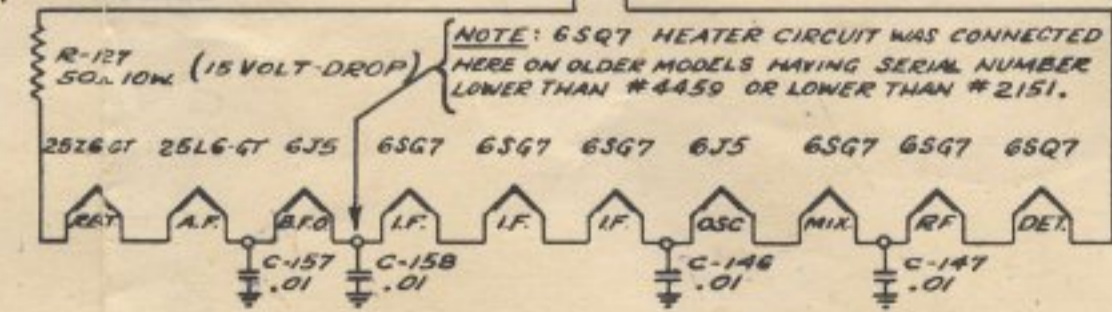 NOTE: 6SQ7 HEATER CIRCUIT WAS CONNECTED
HERE ON OLDER MODELS HAVING SERIAL NUMBER
LOWER THAN #4459 OR LOWER THAN #2151.
R-127
50Ω 10W. (15 VOLT-DROP)
25Z6GT 25L6-GT 6J5 6SG7 6SG7 6SG7 6J5 6SG7 6SG7 6SQ7
RET. A.F. B.F.O I.F. I.F. I.F. OSC MIX. RF DET.
C-157 C-158 C-146 C-147
.01 .01 .01 .01